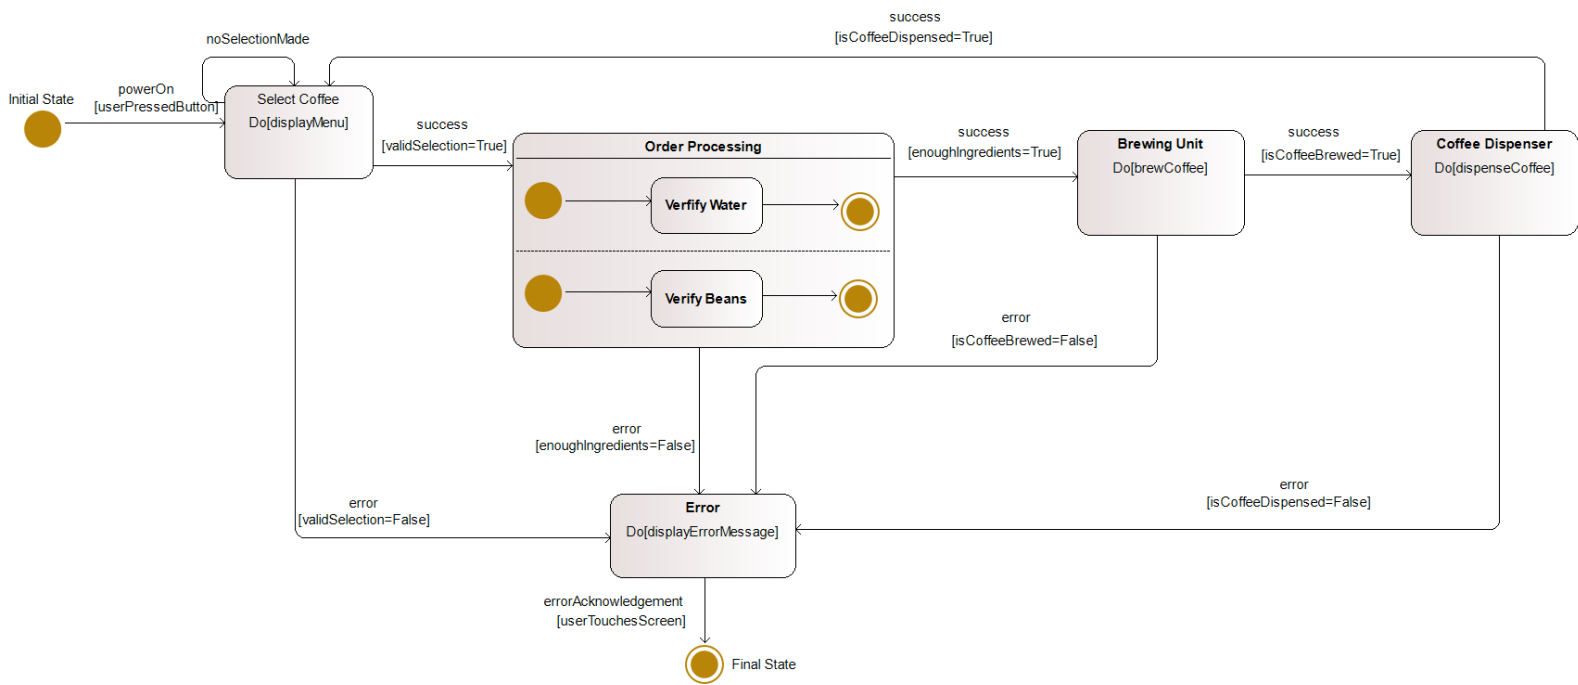 success
[isCoffeeDispensed=True]
noSelectionMade
powerOn
[userPressedButton]
Initial State
Select Coffee
Do[displayMenu]
success
[validSelection=True]
Order Processing
Verfify Water
Verify Beans
success
[enoughIngredients=True]
Brewing Unit
Do[brewCoffee]
success
[isCoffeeBrewed=True]
Coffee Dispenser
Do[dispenseCoffee]
error
[isCoffeeBrewed=False]
error
[enoughIngredients=False]
error
[validSelection=False]
error
[isCoffeeDispensed=False]
Error
Do[displayErrorMessage]
errorAcknowledgement
[userTouchesScreen]
Final State